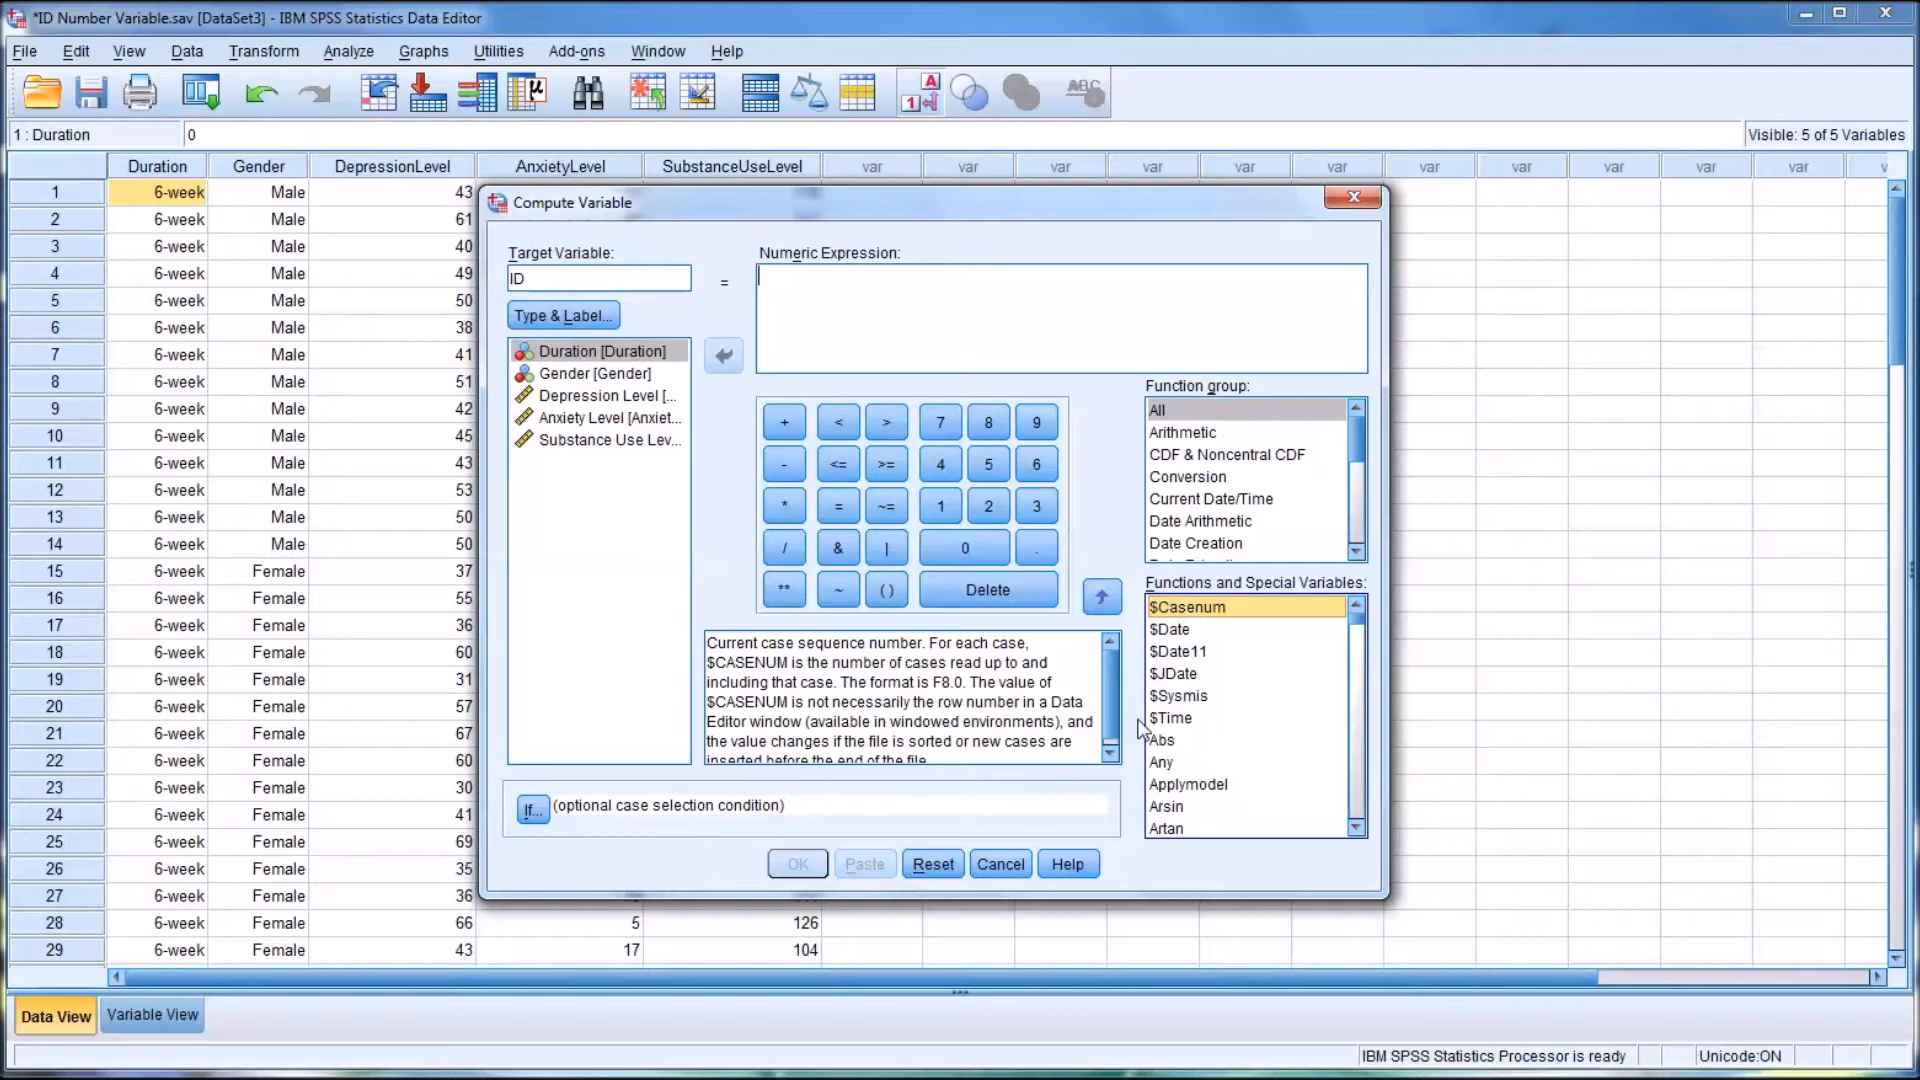 *ID Number Variable.sav [DataSet3] - IBM SPSS Statistics Data Editor
File Edit View Data Transform Analyze Graphs Utilities Add-ons Window Help
1 : Duration 0 Visible: 5 of 5 Variables
Duration Gender DepressionLevel AnxietyLevel SubstanceUseLevel var var var var var var var var var var var
1 6-week Male 43
2 6-week Male 61
3 6-week Male 40
4 6-week Male 49
5 6-week Male 50
6 6-week Male 38
7 6-week Male 41
8 6-week Male 51
9 6-week Male 42
10 6-week Male 45
11 6-week Male 43
12 6-week Male 53
13 6-week Male 50
14 6-week Male 50
15 6-week Female 37
16 6-week Female 55
17 6-week Female 36
18 6-week Female 60
19 6-week Female 31
20 6-week Female 57
21 6-week Female 67
22 6-week Female 60
23 6-week Female 30
24 6-week Female 41
25 6-week Female 69
26 6-week Female 35
27 6-week Female 36
28 6-week Female 66 5 126
29 6-week Female 43 17 104
Compute Variable
Target Variable:
ID
=
Numeric Expression:
Type & Label...
Duration [Duration]
Gender [Gender]
Depression Level [...
Anxiety Level [Anxiet...
Substance Use Lev...
+ < > 7 8 9
- <= >= 4 5 6
* = ~= 1 2 3
/ & | 0 .
** ~ ( ) Delete
Function group:
All
Arithmetic
CDF & Noncentral CDF
Conversion
Current Date/Time
Date Arithmetic
Date Creation
Functions and Special Variables:
$Casenum
$Date
$Date11
$JDate
$Sysmis
$Time
Abs
Any
Applymodel
Arsin
Artan
Current case sequence number. For each case,
$CASENUM is the number of cases read up to and
including that case. The format is F8.0. The value of
$CASENUM is not necessarily the row number in a Data
Editor window (available in windowed environments), and
the value changes if the file is sorted or new cases are
inserted before the end of the file.
If... (optional case selection condition)
OK Paste Reset Cancel Help
Data View Variable View
IBM SPSS Statistics Processor is ready Unicode:ON